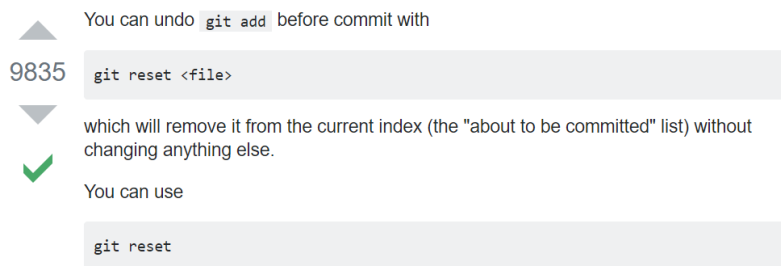 You can undo git add before commit with
9835
git reset <file>
which will remove it from the current index (the "about to be committed" list) without
changing anything else.
You can use
git reset